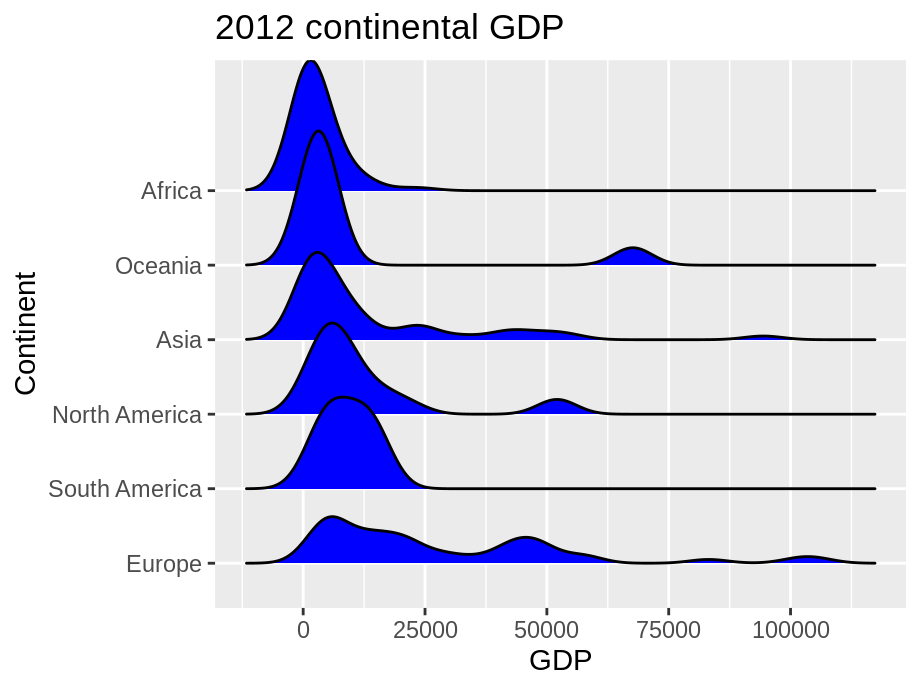 2012 continental GDP
Continent
Africa
Oceania
Asia
North America
South America
Europe
0 25000 50000 75000 100000
GDP